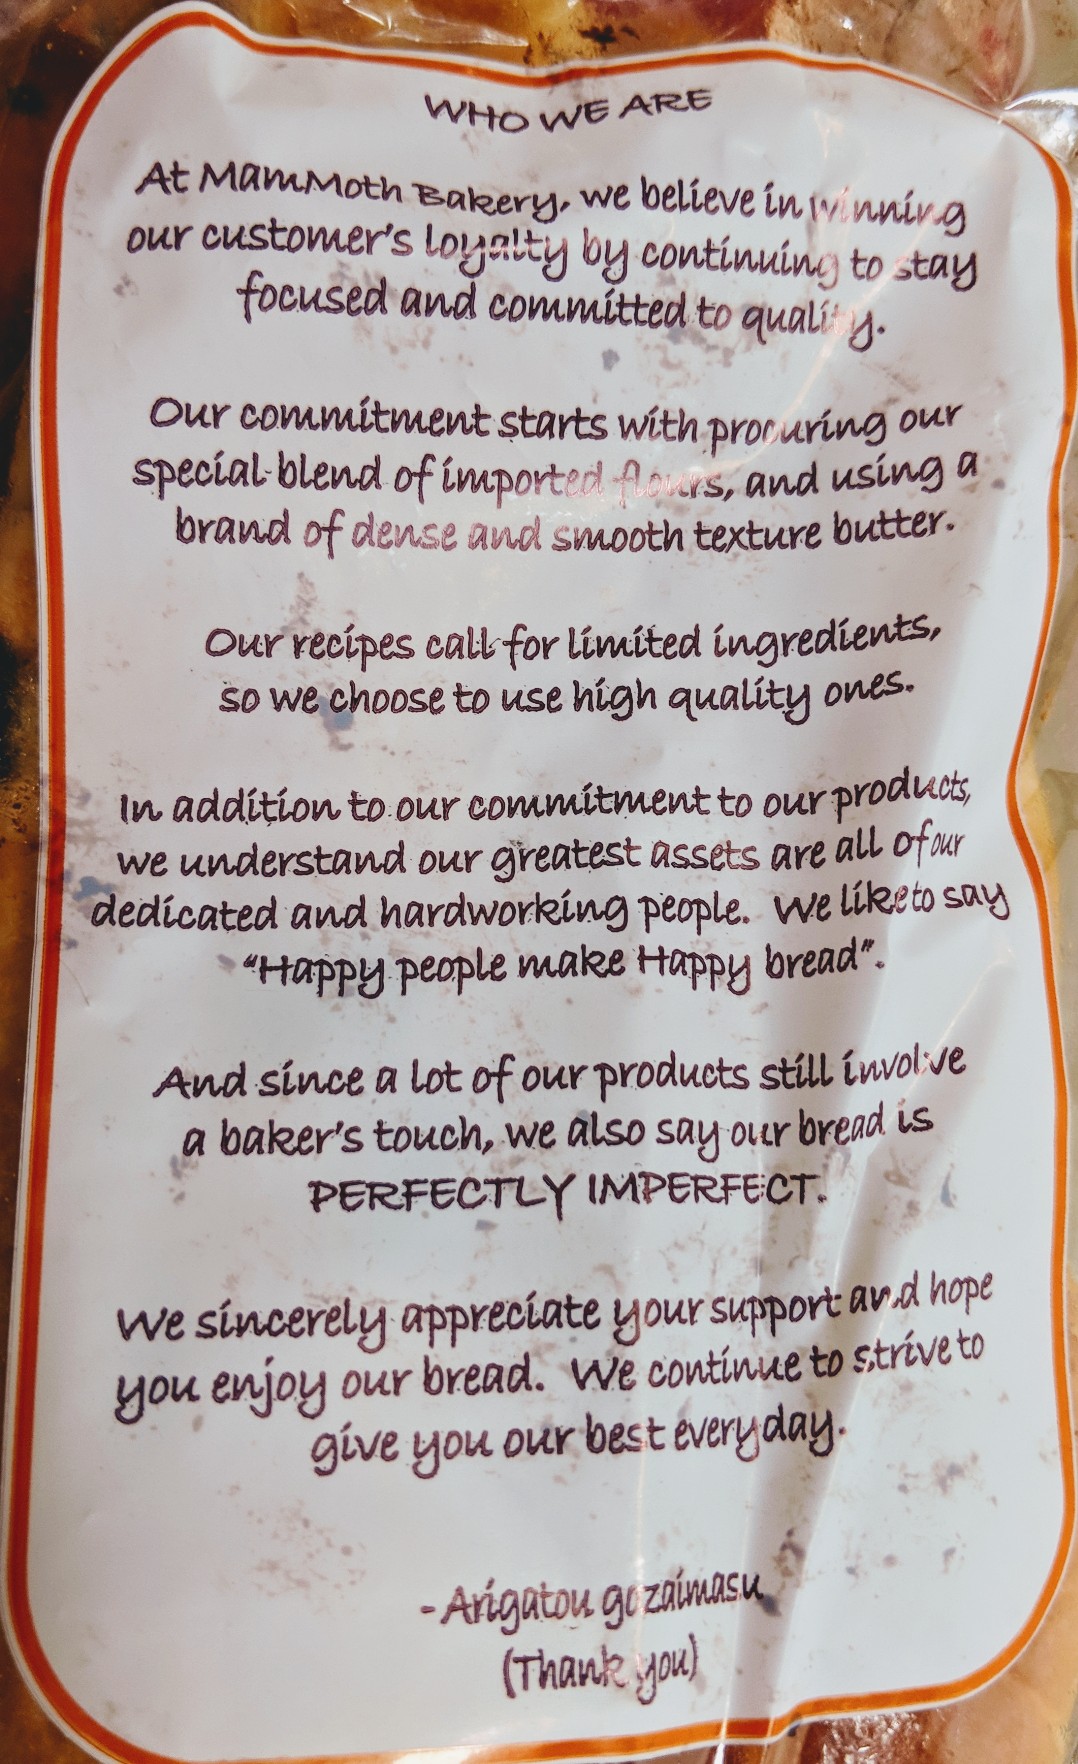 WHO WE ARE
At MamMoth Bakery, we believe in winning
our customer's loyalty by continuing to stay
focused and committed to quality.
Our commitment starts with procuring our
special blend of imported flours, and using a
brand of dense and smooth texture butter.
Our recipes call for limited ingredients,
so we choose to use high quality ones.
In addition to our commitment to our products,
we understand our greatest assets are all of our
dedicated and hardworking people. We like to say
"Happy people make Happy bread".
And since a lot of our products still involve
a baker's touch, we also say our bread is
PERFECTLY IMPERFECT.
We sincerely appreciate your support and hope
you enjoy our bread. We continue to strive to
give you our best everyday.
- Arigatou gozaimasu
(Thank you)